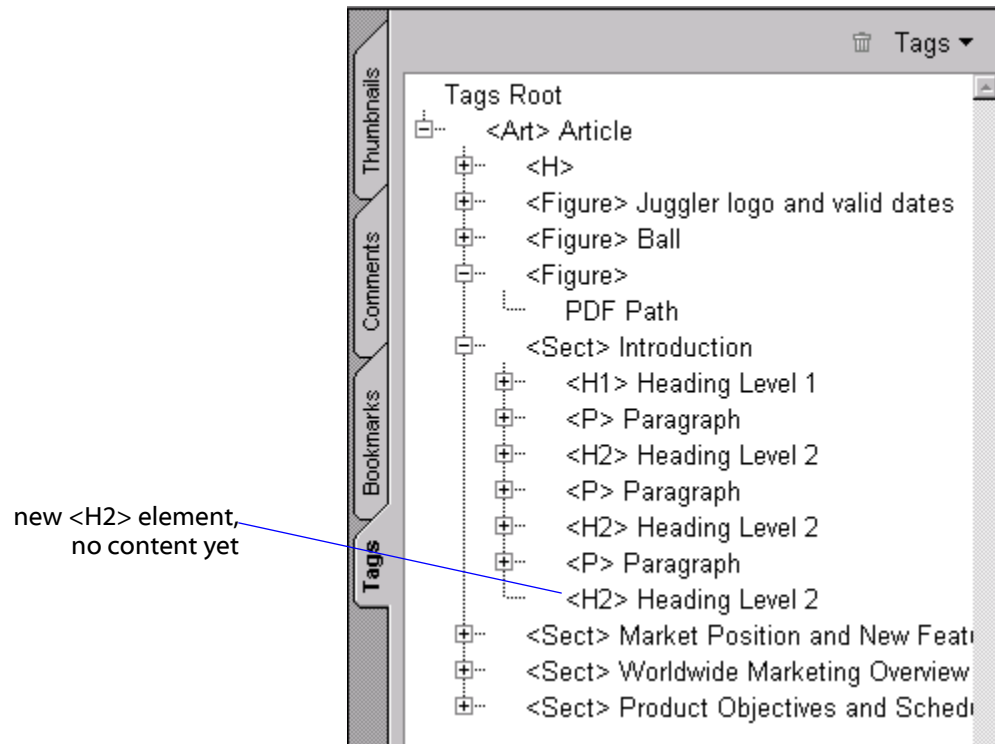 Tags
Thumbnails
Comments
Bookmarks
Tags
Tags Root
<Art> Article
<H>
<Figure> Juggler logo and valid dates
<Figure> Ball
<Figure>
PDF Path
<Sect> Introduction
<H1> Heading Level 1
<P> Paragraph
<H2> Heading Level 2
<P> Paragraph
<H2> Heading Level 2
<P> Paragraph
<H2> Heading Level 2
<Sect> Market Position and New Feat
<Sect> Worldwide Marketing Overview
<Sect> Product Objectives and Sched
new <H2> element,
no content yet